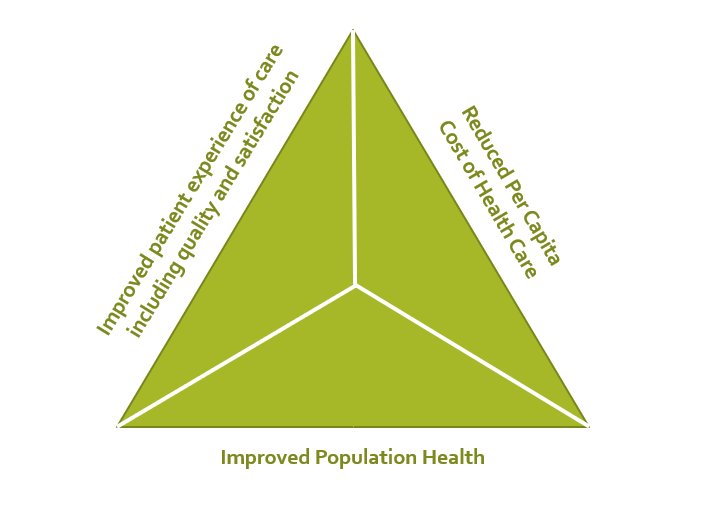 Improved patient experience of care
including quality and satisfaction
Reduced Per Capita
Cost of Health Care
Improved Population Health